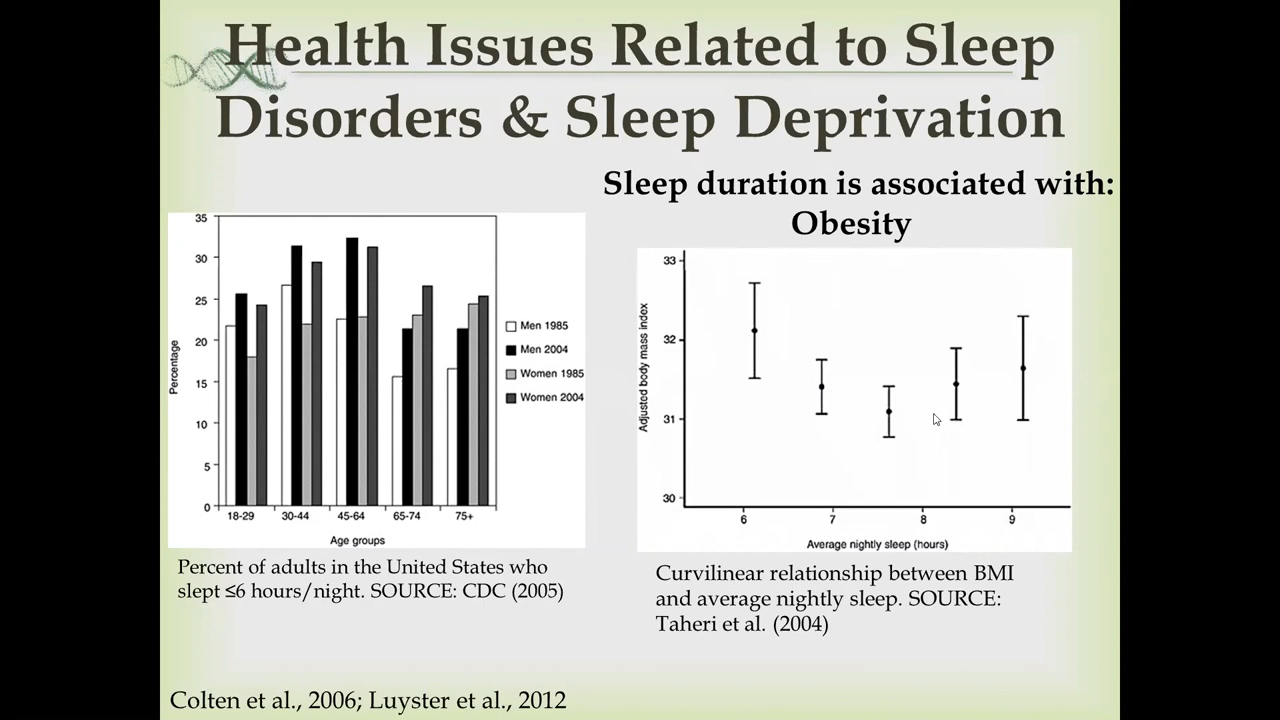 Health Issues Related to Sleep
Disorders & Sleep Deprivation
Sleep duration is associated with:
Obesity
35
30
25
20
15
10
5
0
Percentage
18-29 30-44 45-64 65-74 75+
Age groups
Men 1985
Men 2004
Women 1985
Women 2004
Percent of adults in the United States who
slept ≤6 hours/night. SOURCE: CDC (2005)
33
32
31
30
Adjusted body mass index
6 7 8 9
Average nightly sleep (hours)
Curvilinear relationship between BMI
and average nightly sleep. SOURCE:
Taheri et al. (2004)
Colten et al., 2006; Luyster et al., 2012